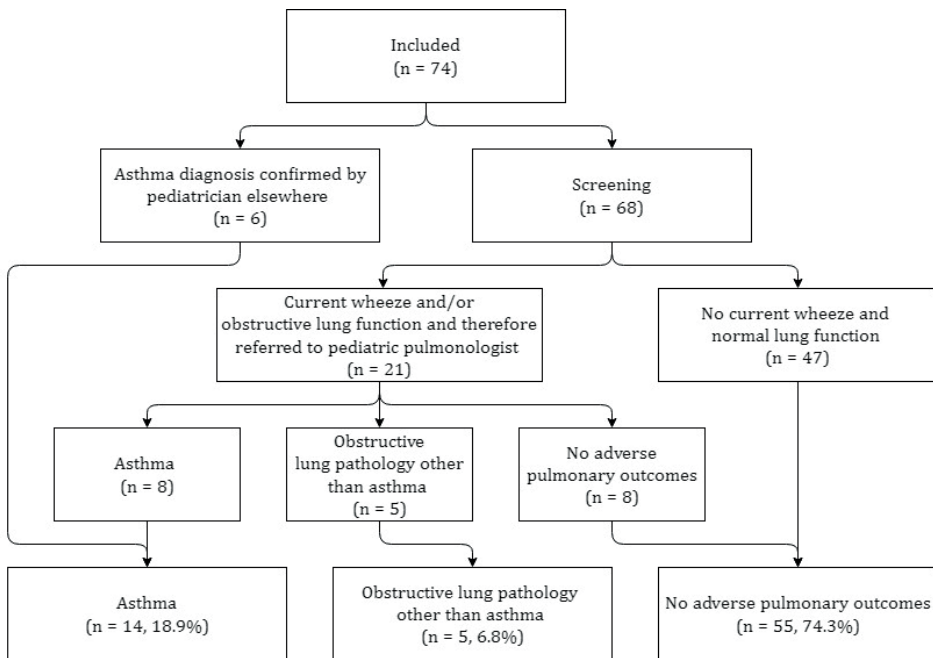 Included
(n = 74)
Asthma diagnosis confirmed by
pediatrician elsewhere
(n = 6)
Screening
(n = 68)
Current wheeze and/or
obstructive lung function and therefore
referred to pediatric pulmonologist
(n = 21)
No current wheeze and
normal lung function
(n = 47)
Asthma
(n = 8)
Obstructive
lung pathology other
than asthma
(n = 5)
No adverse
pulmonary outcomes
(n = 8)
Asthma
(n = 14, 18.9%)
Obstructive lung pathology
other than asthma
(n = 5, 6.8%)
No adverse pulmonary outcomes
(n = 55, 74.3%)